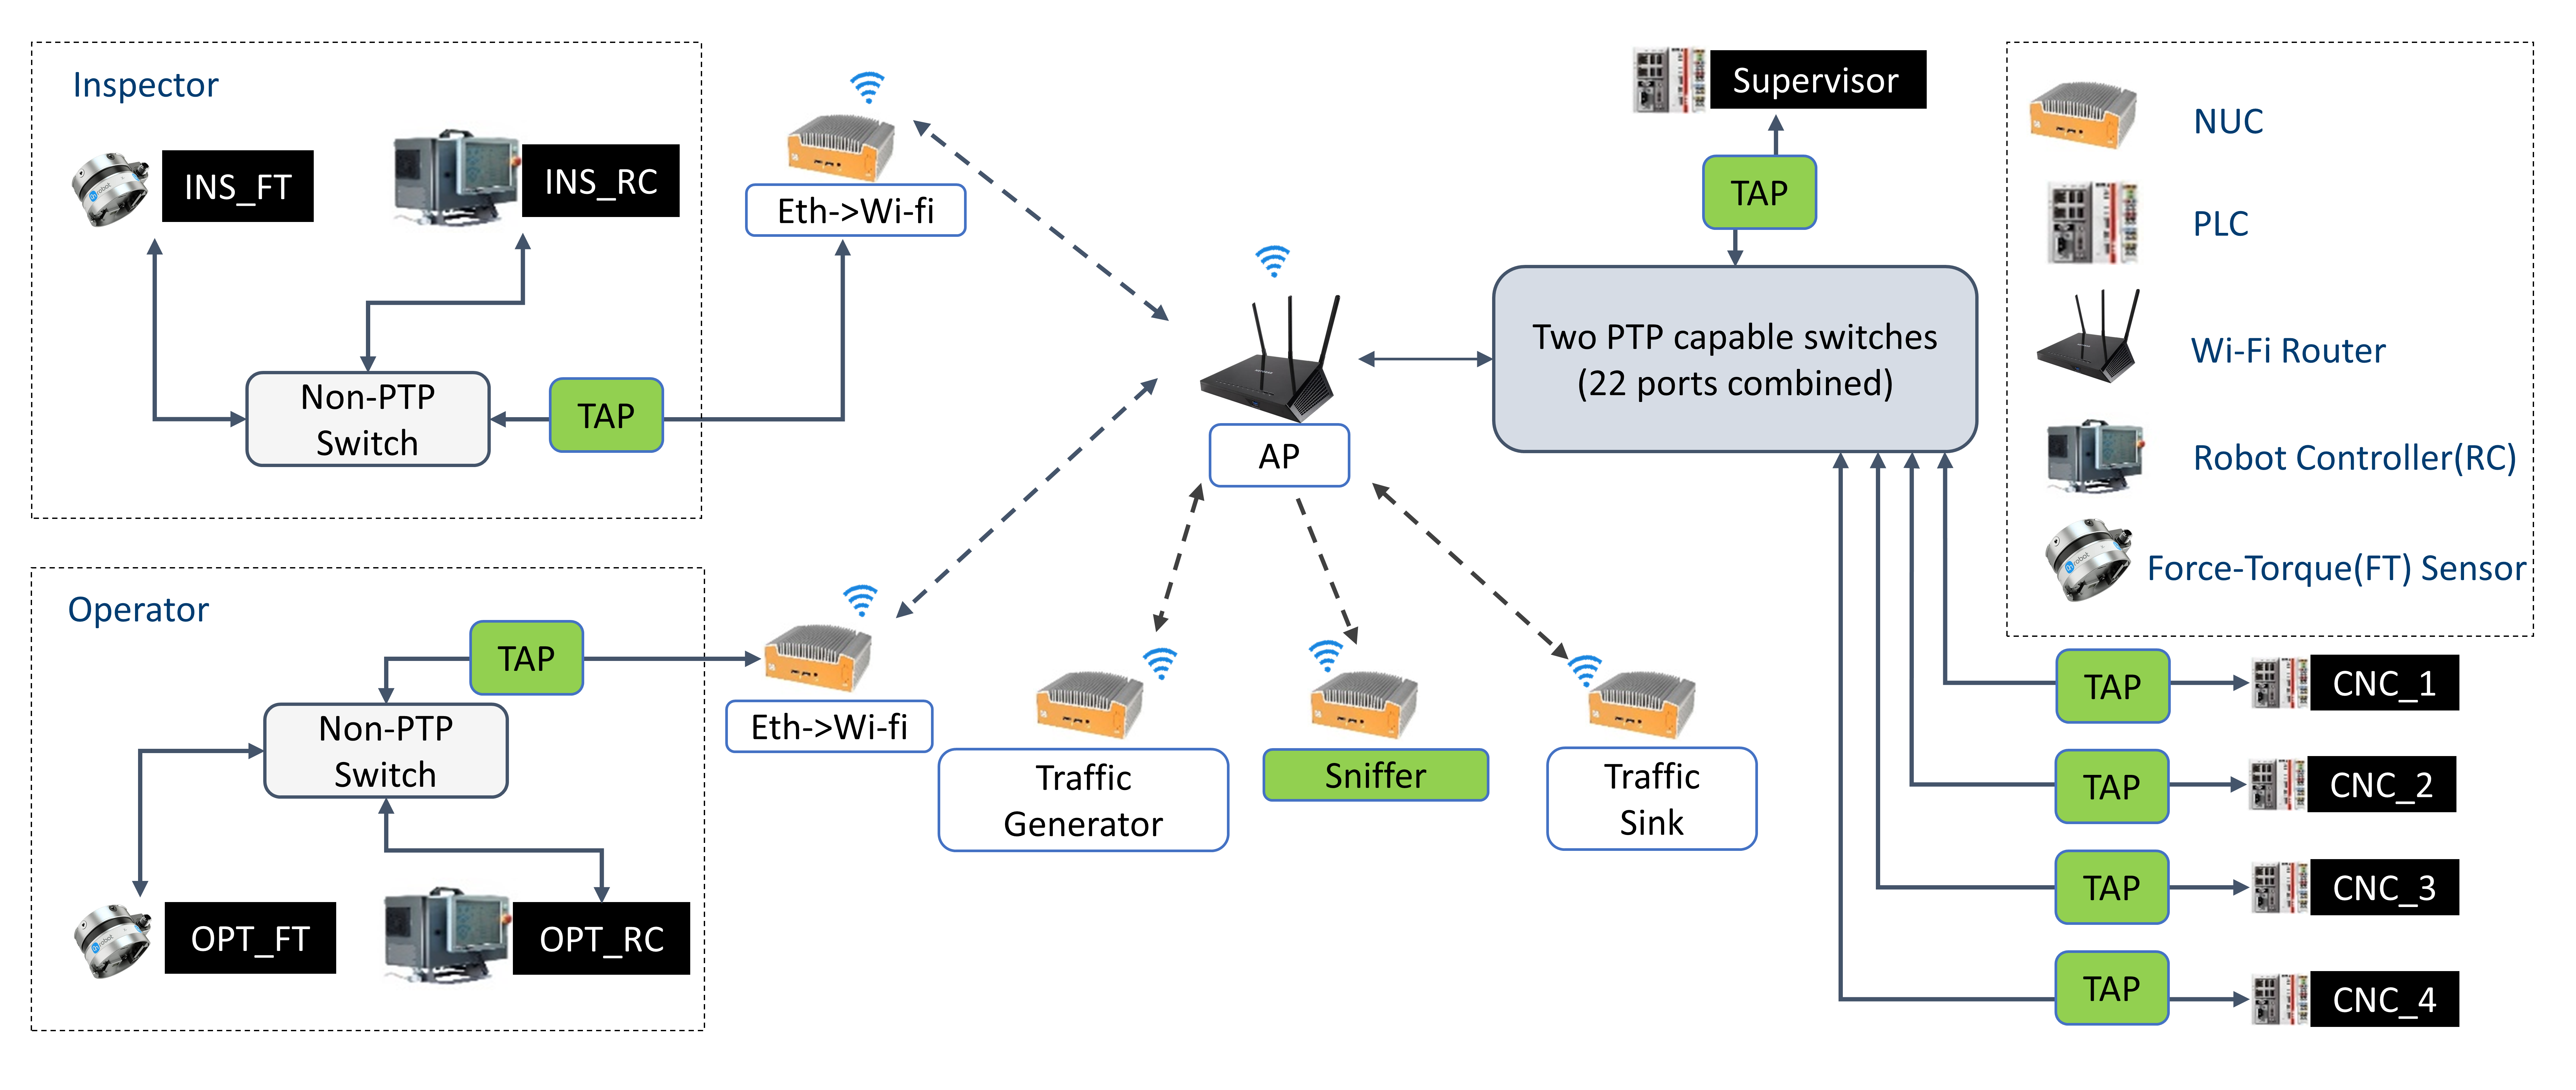 Inspector
INS_FT
INS_RC
Non-PTP
Switch
TAP
Eth->Wi-fi
Operator
TAP
Non-PTP
Switch
OPT_FT
OPT_RC
Eth->Wi-fi
AP
Traffic
Generator
Sniffer
Traffic
Sink
Supervisor
TAP
Two PTP capable switches
(22 ports combined)
NUC
PLC
Wi-Fi Router
Robot Controller(RC)
Force-Torque(FT) Sensor
TAP
CNC_1
TAP
CNC_2
TAP
CNC_3
TAP
CNC_4